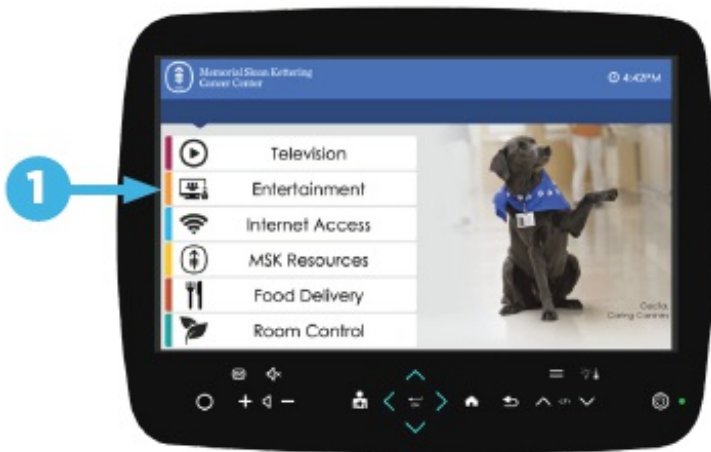 Memorial Sloan Kettering
Cancer Center
4:42PM
1
Television
Entertainment
Internet Access
MSK Resources
Food Delivery
Room Control
Cecilia,
Caring Canines